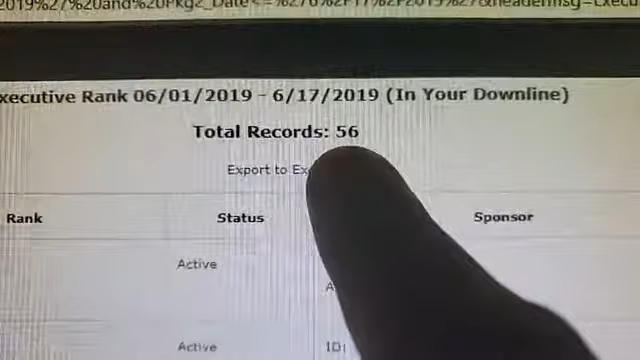 xecutive Rank 06/01/2019 - 6/17/2019 (In Your Downline)
Total Records: 56
Export to Ex
Rank Status Sponsor
Active
A
Active ID: